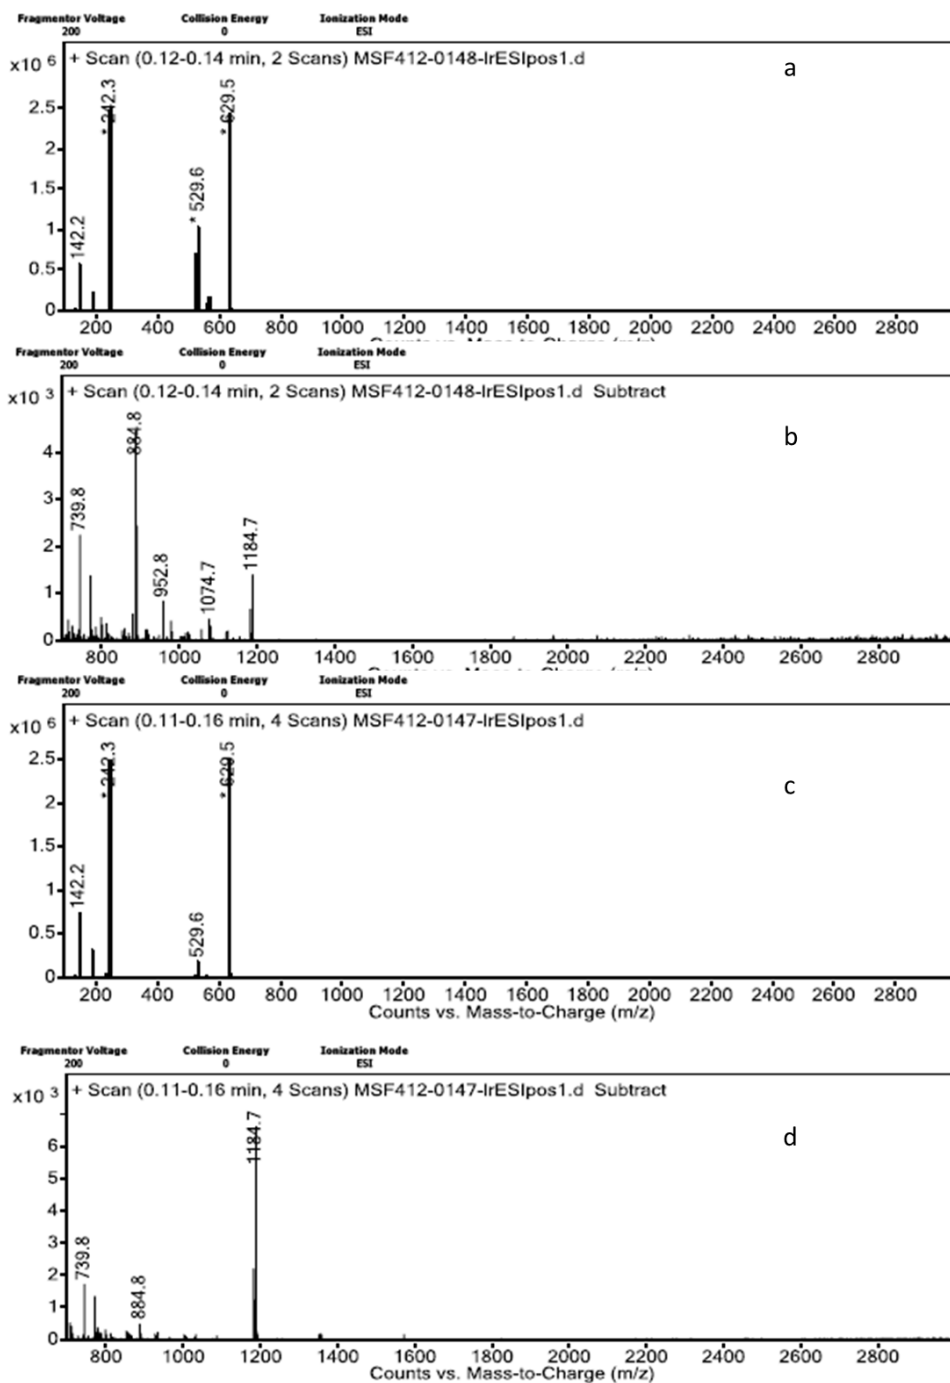 Fragmentor Voltage Collision Energy Ionization Mode
200 0 ESI
x10 6 + Scan (0.12-0.14 min, 2 Scans) MSF412-0148-IrESIpos1.d
a
* 242.3
* 629.5
* 529.6
142.2
2.5
2
1.5
1
0.5
0
200 400 600 800 1000 1200 1400 1600 1800 2000 2200 2400 2600 2800
Counts vs. Mass-to-Charge (m/z)
Fragmentor Voltage Collision Energy Ionization Mode
200 0 ESI
x10 3 + Scan (0.12-0.14 min, 2 Scans) MSF412-0148-IrESIpos1.d Subtract
b
884.8
739.8
952.8
1074.7
1184.7
4
3
2
1
0
800 1000 1200 1400 1600 1800 2000 2200 2400 2600 2800
Counts vs. Mass-to-Charge (m/z)
Fragmentor Voltage Collision Energy Ionization Mode
200 0 ESI
x10 6 + Scan (0.11-0.16 min, 4 Scans) MSF412-0147-IrESIpos1.d
c
* 242.3
* 629.5
142.2
529.6
2.5
2
1.5
1
0.5
0
200 400 600 800 1000 1200 1400 1600 1800 2000 2200 2400 2600 2800
Counts vs. Mass-to-Charge (m/z)
Fragmentor Voltage Collision Energy Ionization Mode
200 0 ESI
x10 3 + Scan (0.11-0.16 min, 4 Scans) MSF412-0147-IrESIpos1.d Subtract
d
1184.7
739.8
884.8
6
5
4
3
2
1
0
800 1000 1200 1400 1600 1800 2000 2200 2400 2600 2800
Counts vs. Mass-to-Charge (m/z)